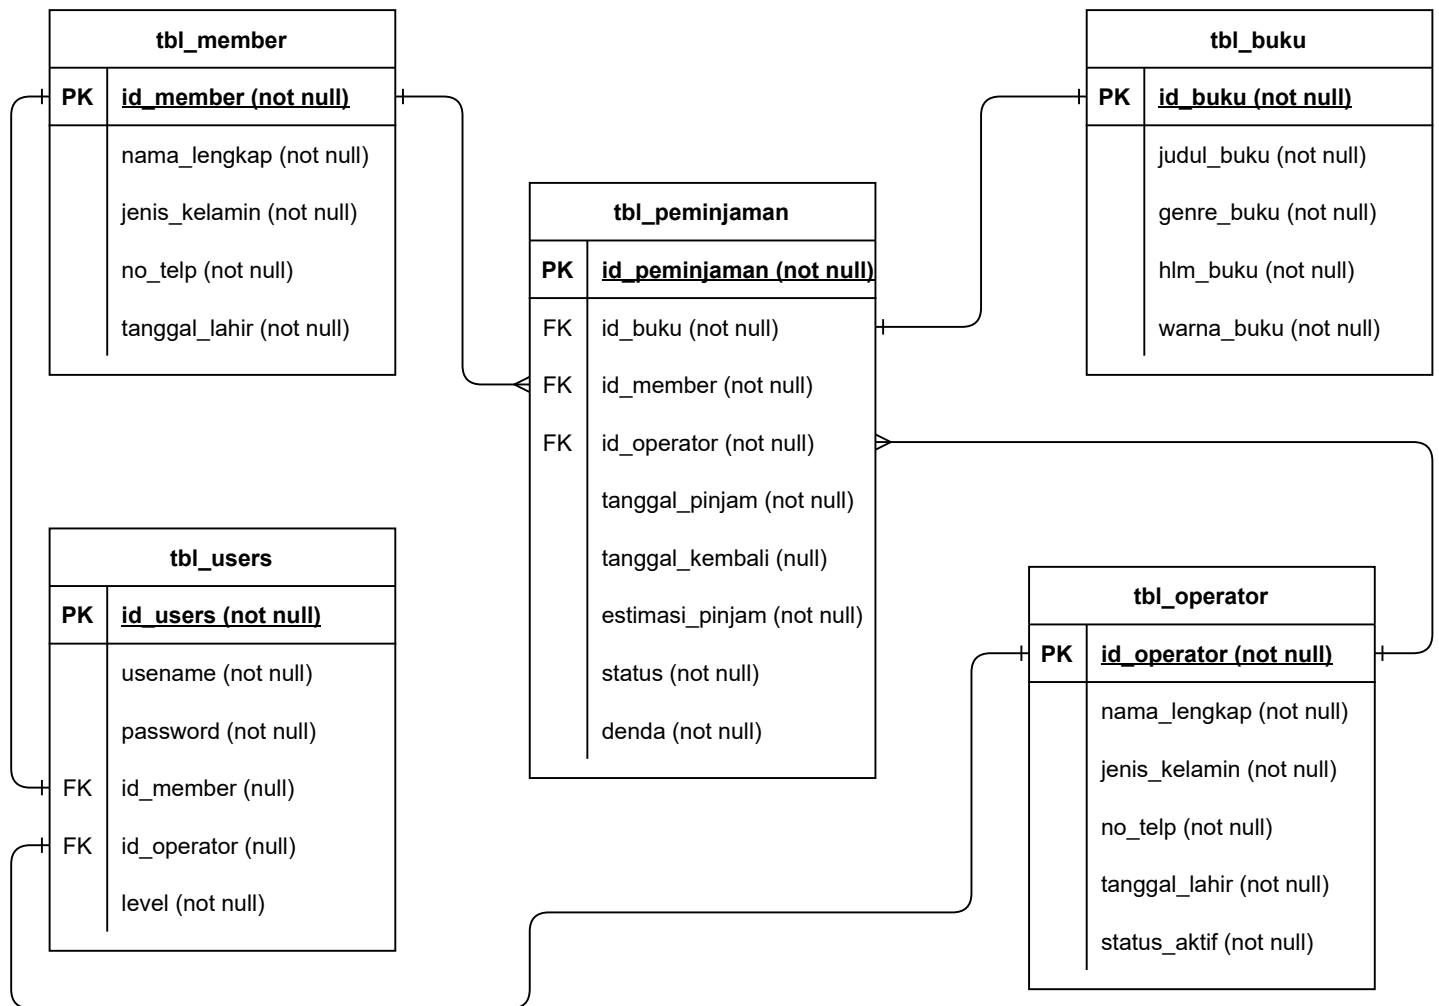 tbl_member
PK id_member (not null)
nama_lengkap (not null)
jenis_kelamin (not null)
no_telp (not null)
tanggal_lahir (not null)
tbl_buku
PK id_buku (not null)
judul_buku (not null)
genre_buku (not null)
hlm_buku (not null)
warna_buku (not null)
tbl_peminjaman
PK id_peminjaman (not null)
FK id_buku (not null)
FK id_member (not null)
FK id_operator (not null)
tanggal_pinjam (not null)
tanggal_kembali (null)
estimasi_pinjam (not null)
status (not null)
denda (not null)
tbl_users
PK id_users (not null)
usename (not null)
password (not null)
FK id_member (null)
FK id_operator (null)
level (not null)
tbl_operator
PK id_operator (not null)
nama_lengkap (not null)
jenis_kelamin (not null)
no_telp (not null)
tanggal_lahir (not null)
status_aktif (not null)